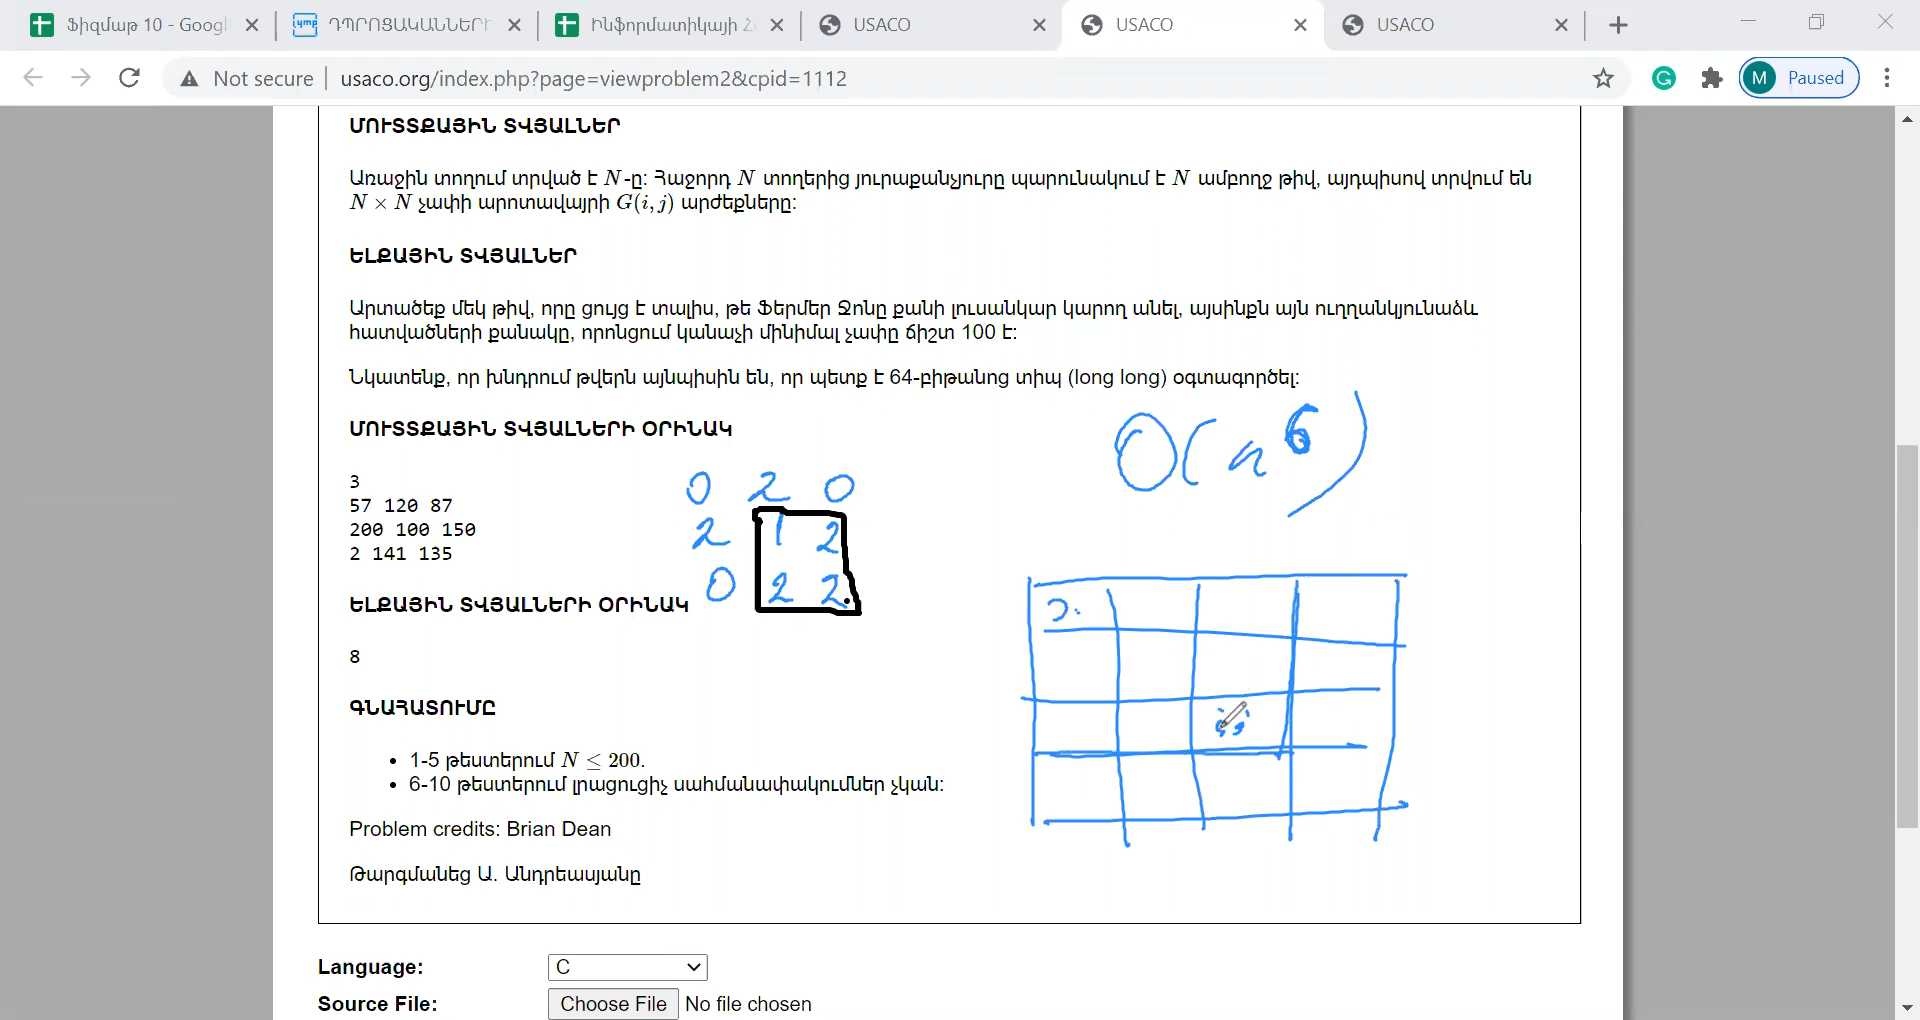 Ֆիզմաթ 10 - Googl
ԴՊՐՈՑԱԿԱՆՆԵՐԻ
Ինֆորմատիկայի Հ
USACO
USACO
USACO
Not secure
usaco.org/index.php?page=viewproblem2&cpid=1112
M Paused
ՄՈՒՏՏՔԱՅԻՆ ՏՎՅԱԼՆԵՐ
Առաջին տողում տրված է N-ը: Հաջորդ N տողերից յուրաքանչյուրը պարունակում է N ամբողջ թիվ, այդպիսով տրվում են
N × N չափի արոտավայրի G(i, j) արժեքները:
ԵԼՔԱՅԻՆ ՏՎՅԱԼՆԵՐ
Արտածեք մեկ թիվ, որը ցույց է տալիս, թե Ֆերմեր Ջոնը քանի լուսանկար կարող անել, այսինքն այն ուղղանկյունաձև
հատվածների քանակը, որոնցում կանաչի մինիմալ չափը ճիշտ 100 է:
Նկատենք, որ խնդրում թվերն այնպիսին են, որ պետք է 64-բիթանոց տիպ (long long) օգտագործել:
O(n 6)
ՄՈՒՏՏՔԱՅԻՆ ՏՎՅԱԼՆԵՐԻ ՕՐԻՆԱԿ
3
57 120 87
200 100 150
2 141 135
0 2 0
2 1 2
0 2 2
ԵԼՔԱՅԻՆ ՏՎՅԱԼՆԵՐԻ ՕՐԻՆԱԿ
8
ԳՆԱՀԱՏՈՒՄԸ
1-5 թեստերում N ≤ 200.
6-10 թեստերում լրացուցիչ սահմանափակումներ չկան:
Problem credits: Brian Dean
Թարգմանեց Ա. Անդրեասյանը
Language: C
Source File: Choose File No file chosen